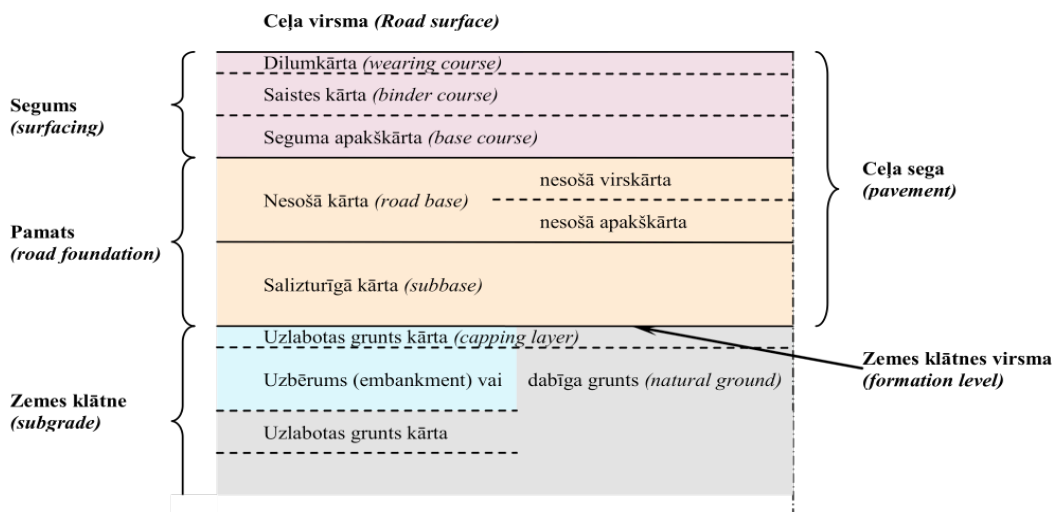 Ceļa virsma (Road surface)
Dilumkārta (wearing course)
Saistes kārta (binder course)
Segums
(surfacing)
Seguma apakškārta (base course)
Ceļa sega
(pavement)
nesošā virskārta
Nesošā kārta (road base)
nesošā apakškārta
Pamats
(road foundation)
Salizturīgā kārta (subbase)
Uzlabotas grunts kārta (capping layer)
Zemes klātnes virsma
(formation level)
Uzbērums (embankment) vai dabīga grunts (natural ground)
Zemes klātne
(subgrade)
Uzlabotas grunts kārta